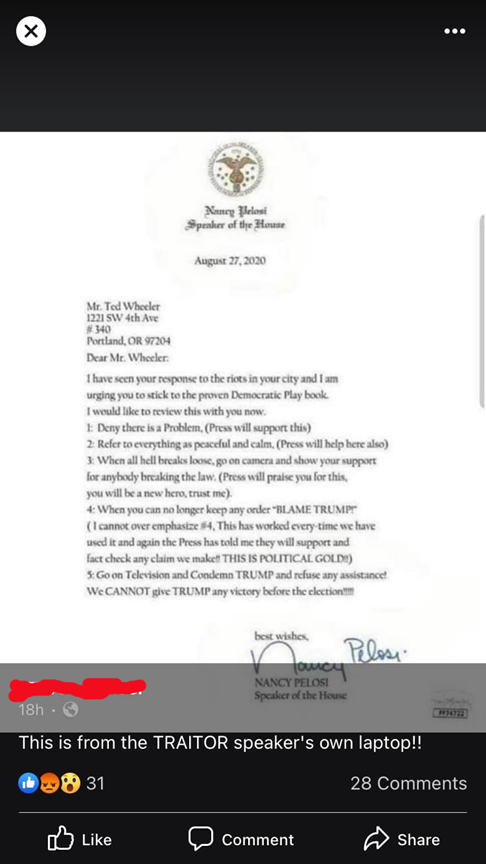 Nancy Pelosi
Speaker of the House
August 27, 2020
Mr. Ted Wheeler
1221 SW 4th Ave
# 340
Portland, OR 97204
Dear Mr. Wheeler:
I have seen your response to the riots in your city and I am
urging you to stick to the proven Democratic Play book.
I would like to review this with you now.
1: Deny there is a Problem, (Press will support this)
2: Refer to everything as peaceful and calm, (Press will help here also)
3: When all hell breaks loose, go on camera and show your support
for anybody breaking the law. (Press will praise you for this,
you will be a new hero, trust me).
4: When you can no longer keep any order "BLAME TRUMP!"
( I cannot over emphasize #4, This has worked every-time we have
used it and again the Press has told me they will support and
fact check any claim we make!! THIS IS POLITICAL GOLD!!)
5: Go on Television and Condemn TRUMP and refuse any assistance!
We CANNOT give TRUMP any victory before the election!!!!!
best wishes,
Nancy Pelosi
NANCY PELOSI
Speaker of the House
18h
This is from the TRAITOR speaker's own laptop!!
31
28 Comments
Like
Comment
Share